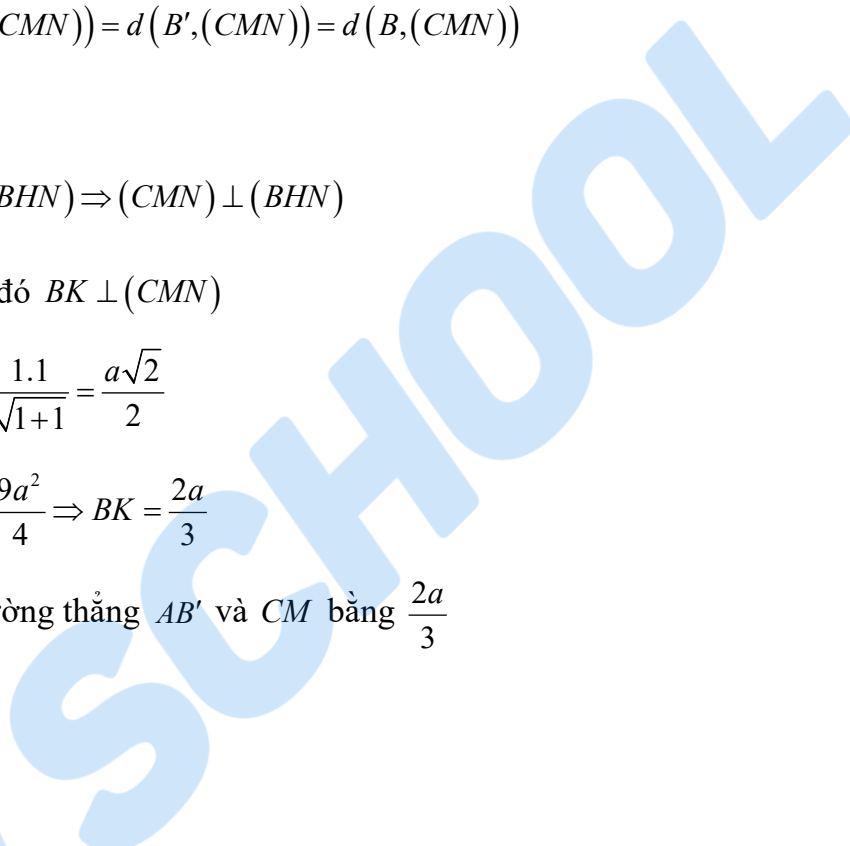 CMN)) = d(B′,(CMN)) = d(B,(CMN))
BHN) ⇒ (CMN) ⊥ (BHN)
đó BK ⊥ (CMN)
1.1/√(1+1) = a√2/2
9a²/4 ⇒ BK = 2a/3
ờng thẳng AB′ và CM bằng 2a/3
SCHOOL